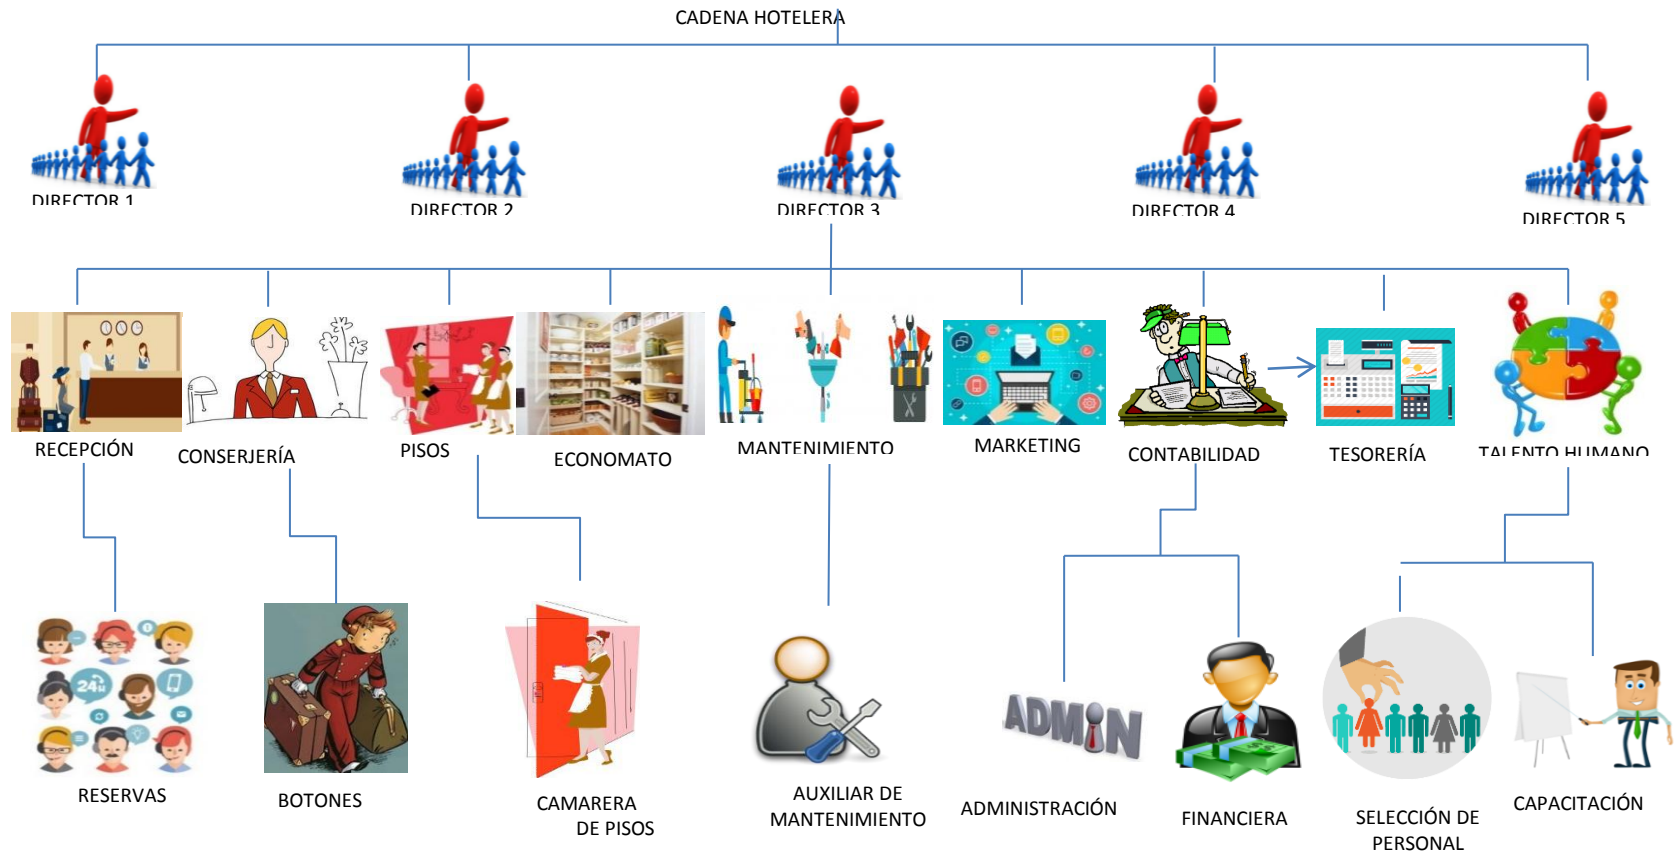 CADENA HOTELERA
DIRECTOR 1
DIRECTOR 2
DIRECTOR 3
DIRECTOR 4
DIRECTOR 5
RECEPCIÓN
CONSERJERÍA
PISOS
ECONOMATO
MANTENIMIENTO
MARKETING
CONTABILIDAD
TESORERÍA
TALENTO HUMANO
24H
ADMIN
RESERVAS
BOTONES
CAMARERA
DE PISOS
AUXILIAR DE
MANTENIMIENTO
ADMINISTRACIÓN
FINANCIERA
SELECCIÓN DE
PERSONAL
CAPACITACIÓN